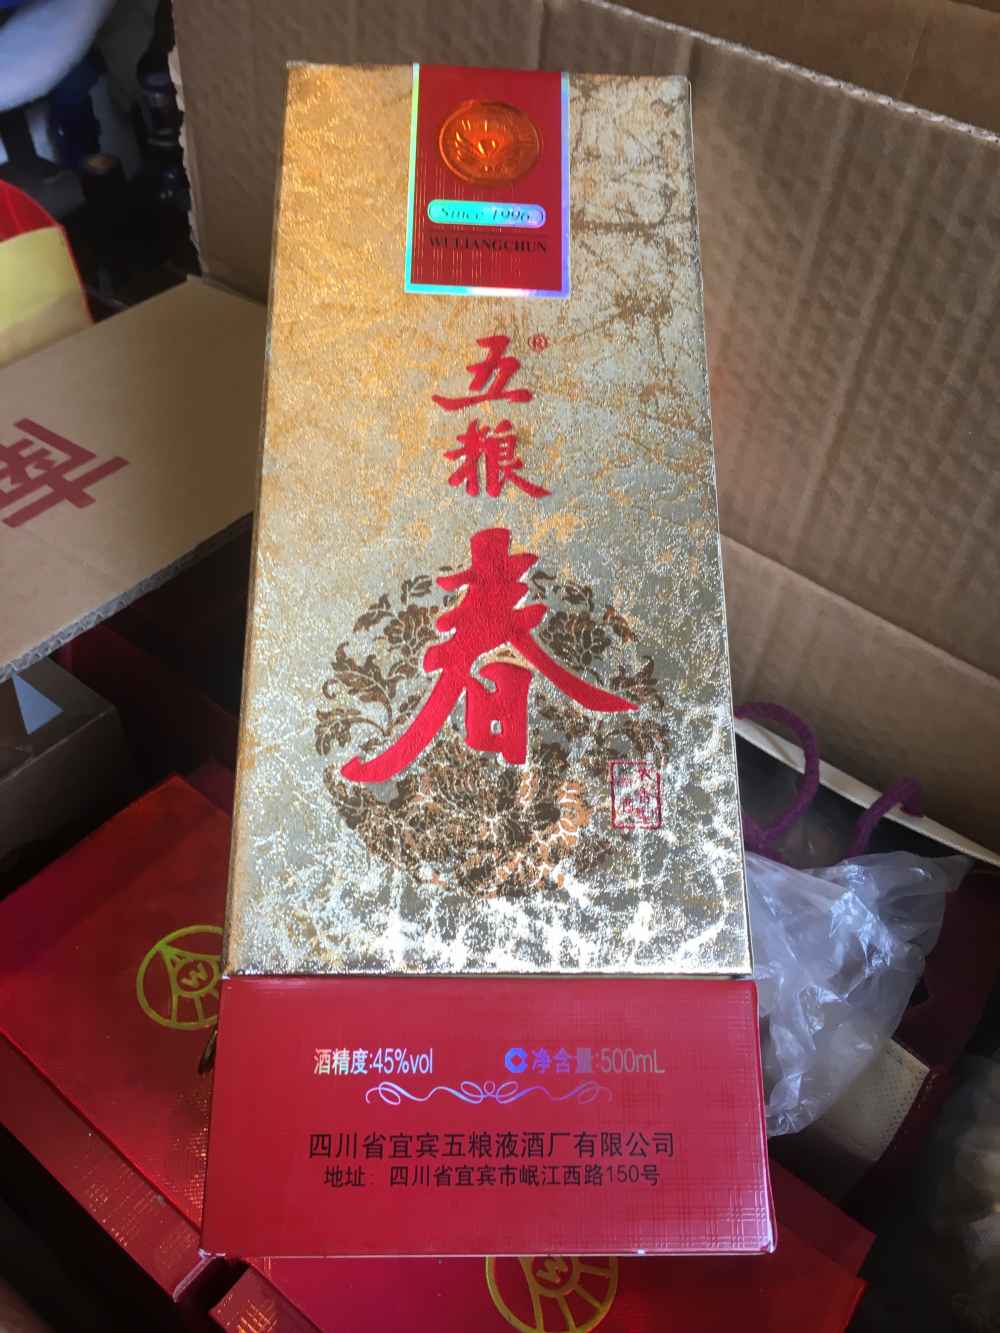 Since 1996
WULIANGCHUN
五®
粮
春
酒精度:45%vol
净含量:500mL
四川省宜宾五粮液酒厂有限公司
地址：四川省宜宾市岷江西路150号